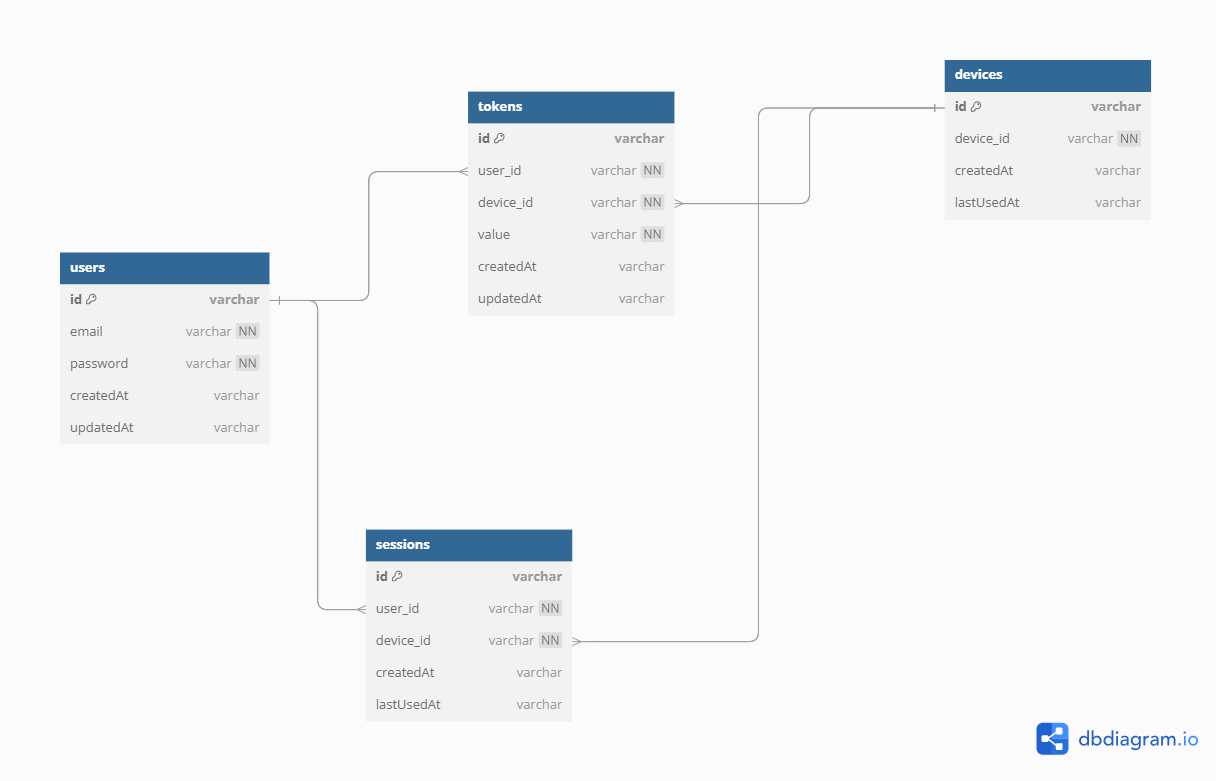 devices
id varchar
device_id varchar NN
createdAt varchar
lastUsedAt varchar
tokens
id varchar
user_id varchar NN
device_id varchar NN
value varchar NN
createdAt varchar
updatedAt varchar
users
id varchar
email varchar NN
password varchar NN
createdAt varchar
updatedAt varchar
sessions
id varchar
user_id varchar NN
device_id varchar NN
createdAt varchar
lastUsedAt varchar
dbdiagram.io